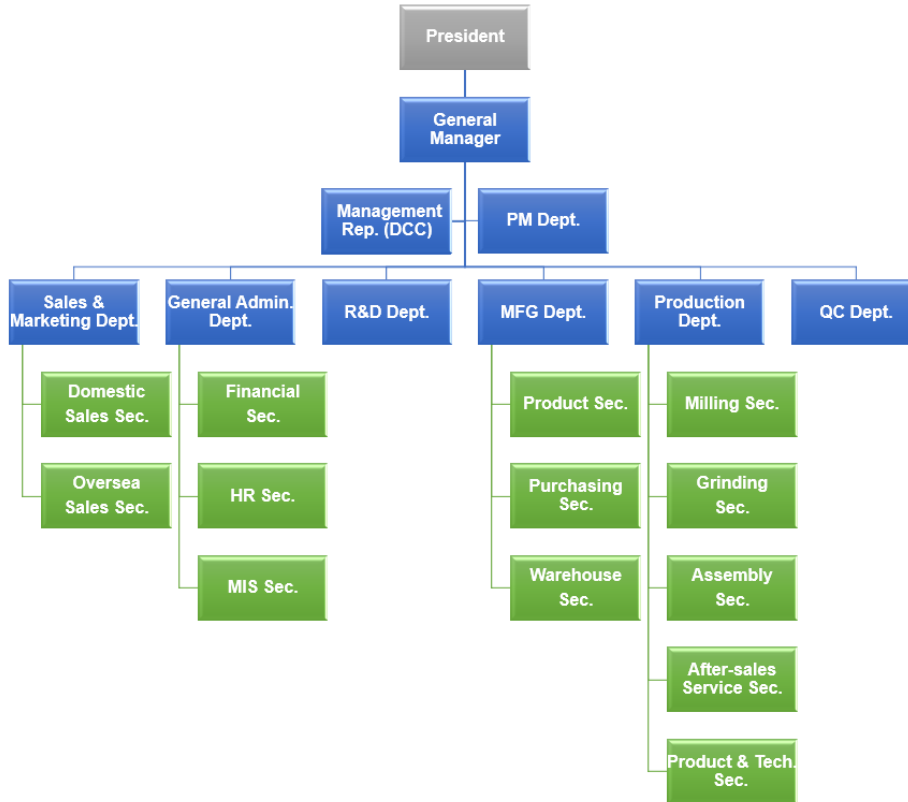 President
General
Manager
Management
Rep. (DCC)
PM Dept.
Sales &
Marketing Dept.
General Admin.
Dept.
R&D Dept.
MFG Dept.
Production
Dept.
QC Dept.
Domestic
Sales Sec.
Oversea
Sales Sec.
Financial
Sec.
HR Sec.
MIS Sec.
Product Sec.
Purchasing
Sec.
Warehouse
Sec.
Milling Sec.
Grinding
Sec.
Assembly
Sec.
After-sales
Service Sec.
Product & Tech.
Sec.